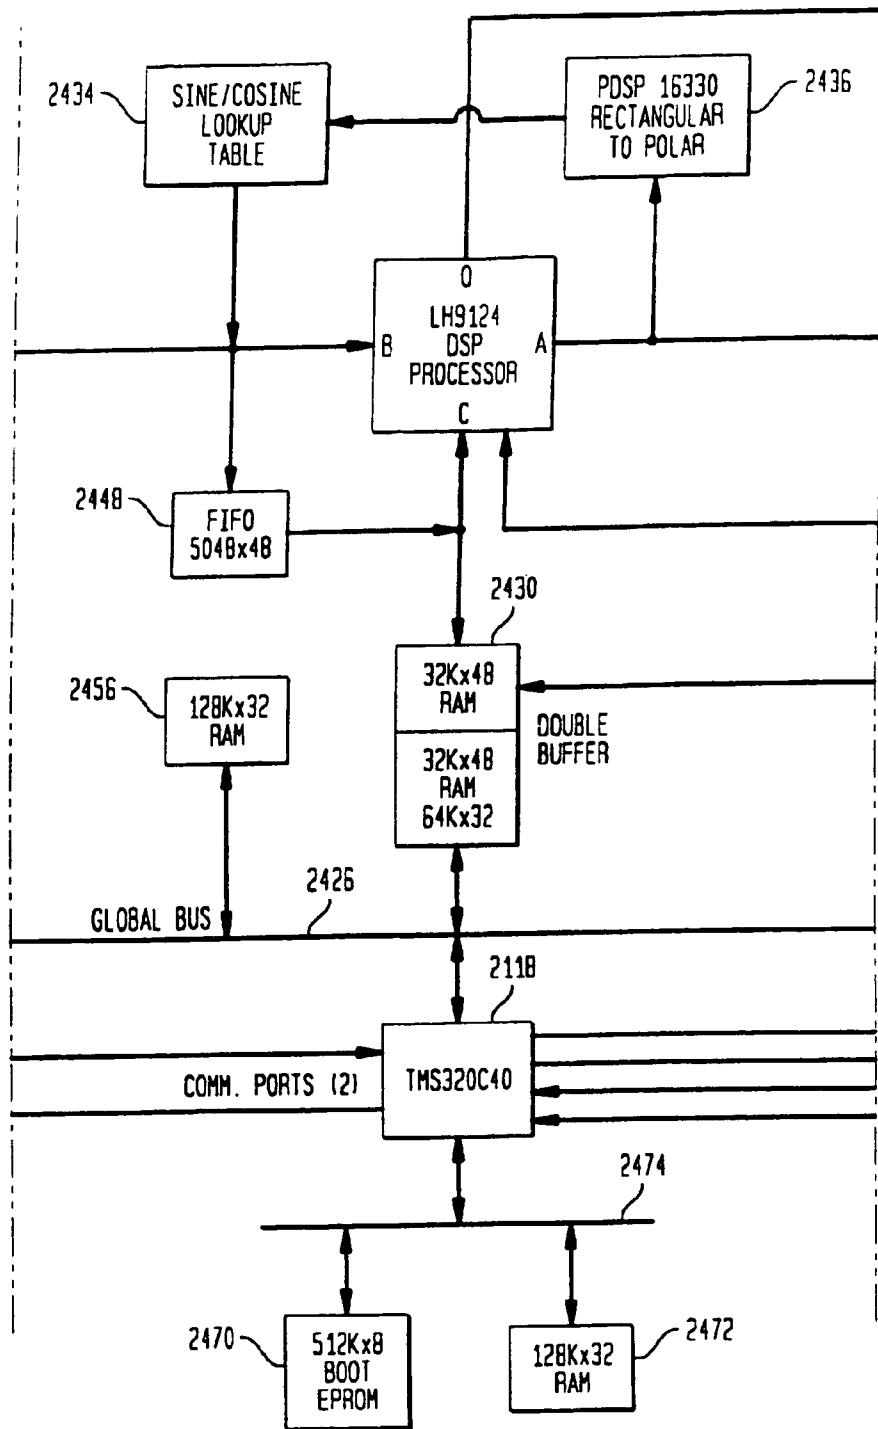 2434
SINE/COSINE
LOOKUP
TABLE
PDSP 16330
RECTANGULAR
TO POLAR
2436
O
LH9124
DSP
PROCESSOR
B
A
C
2448
FIFO
5048x48
2430
2456
128Kx32
RAM
32Kx48
RAM
DOUBLE
BUFFER
32Kx48
RAM
64Kx32
GLOBAL BUS
2426
2118
COMM. PORTS (2)
TMS320C40
2474
2470
512Kx8
BOOT
EPROM
128Kx32
RAM
2472